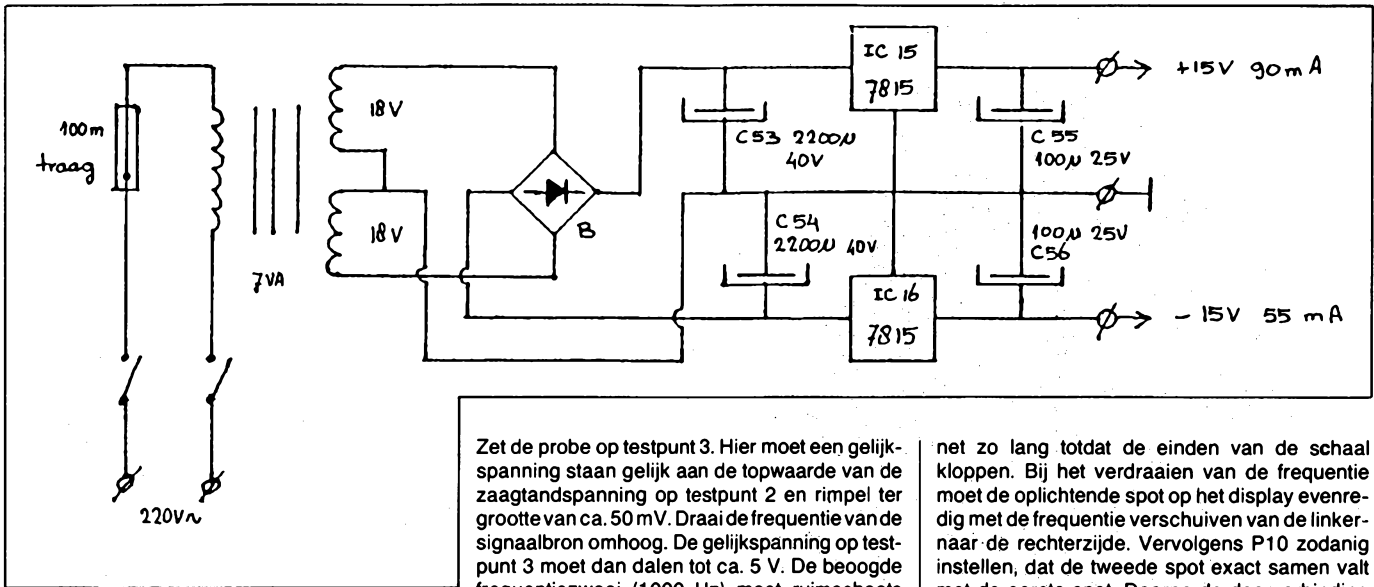 100m
traag
220V~
7VA
18V
18V
B
C53 2200µ
40V
C54
2200µ 40V
IC 15
7815
IC 16
7815
C55
100µ 25V
100µ 25V
C56
+15V 90mA
-15V 55 mA
Zet de probe op testpunt 3. Hier moet een gelijk-
spanning staan gelijk aan de topwaarde van de
zaagtandspanning op testpunt 2 en rimpel ter
grootte van ca. 50 mV. Draai de frequentie van de
signaalbron omhoog. De gelijkspanning op test-
punt 3 moet dan dalen tot ca. 5 V. De beoogde
net zo lang totdat de einden van de schaal
kloppen. Bij het verdraaien van de frequentie
moet de oplichtende spot op het display evenre-
dig met de frequentie verschuiven van de linker-
naar de rechterzijde. Vervolgens P10 zodanig
instellen, dat de tweede spot exact samen valt